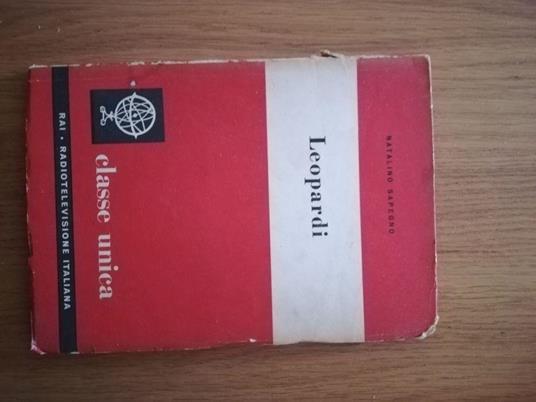 NATALINO SAPEGNO
Leopardi
classe unica
RAI • RADIOTELEVISIONE ITALIANA